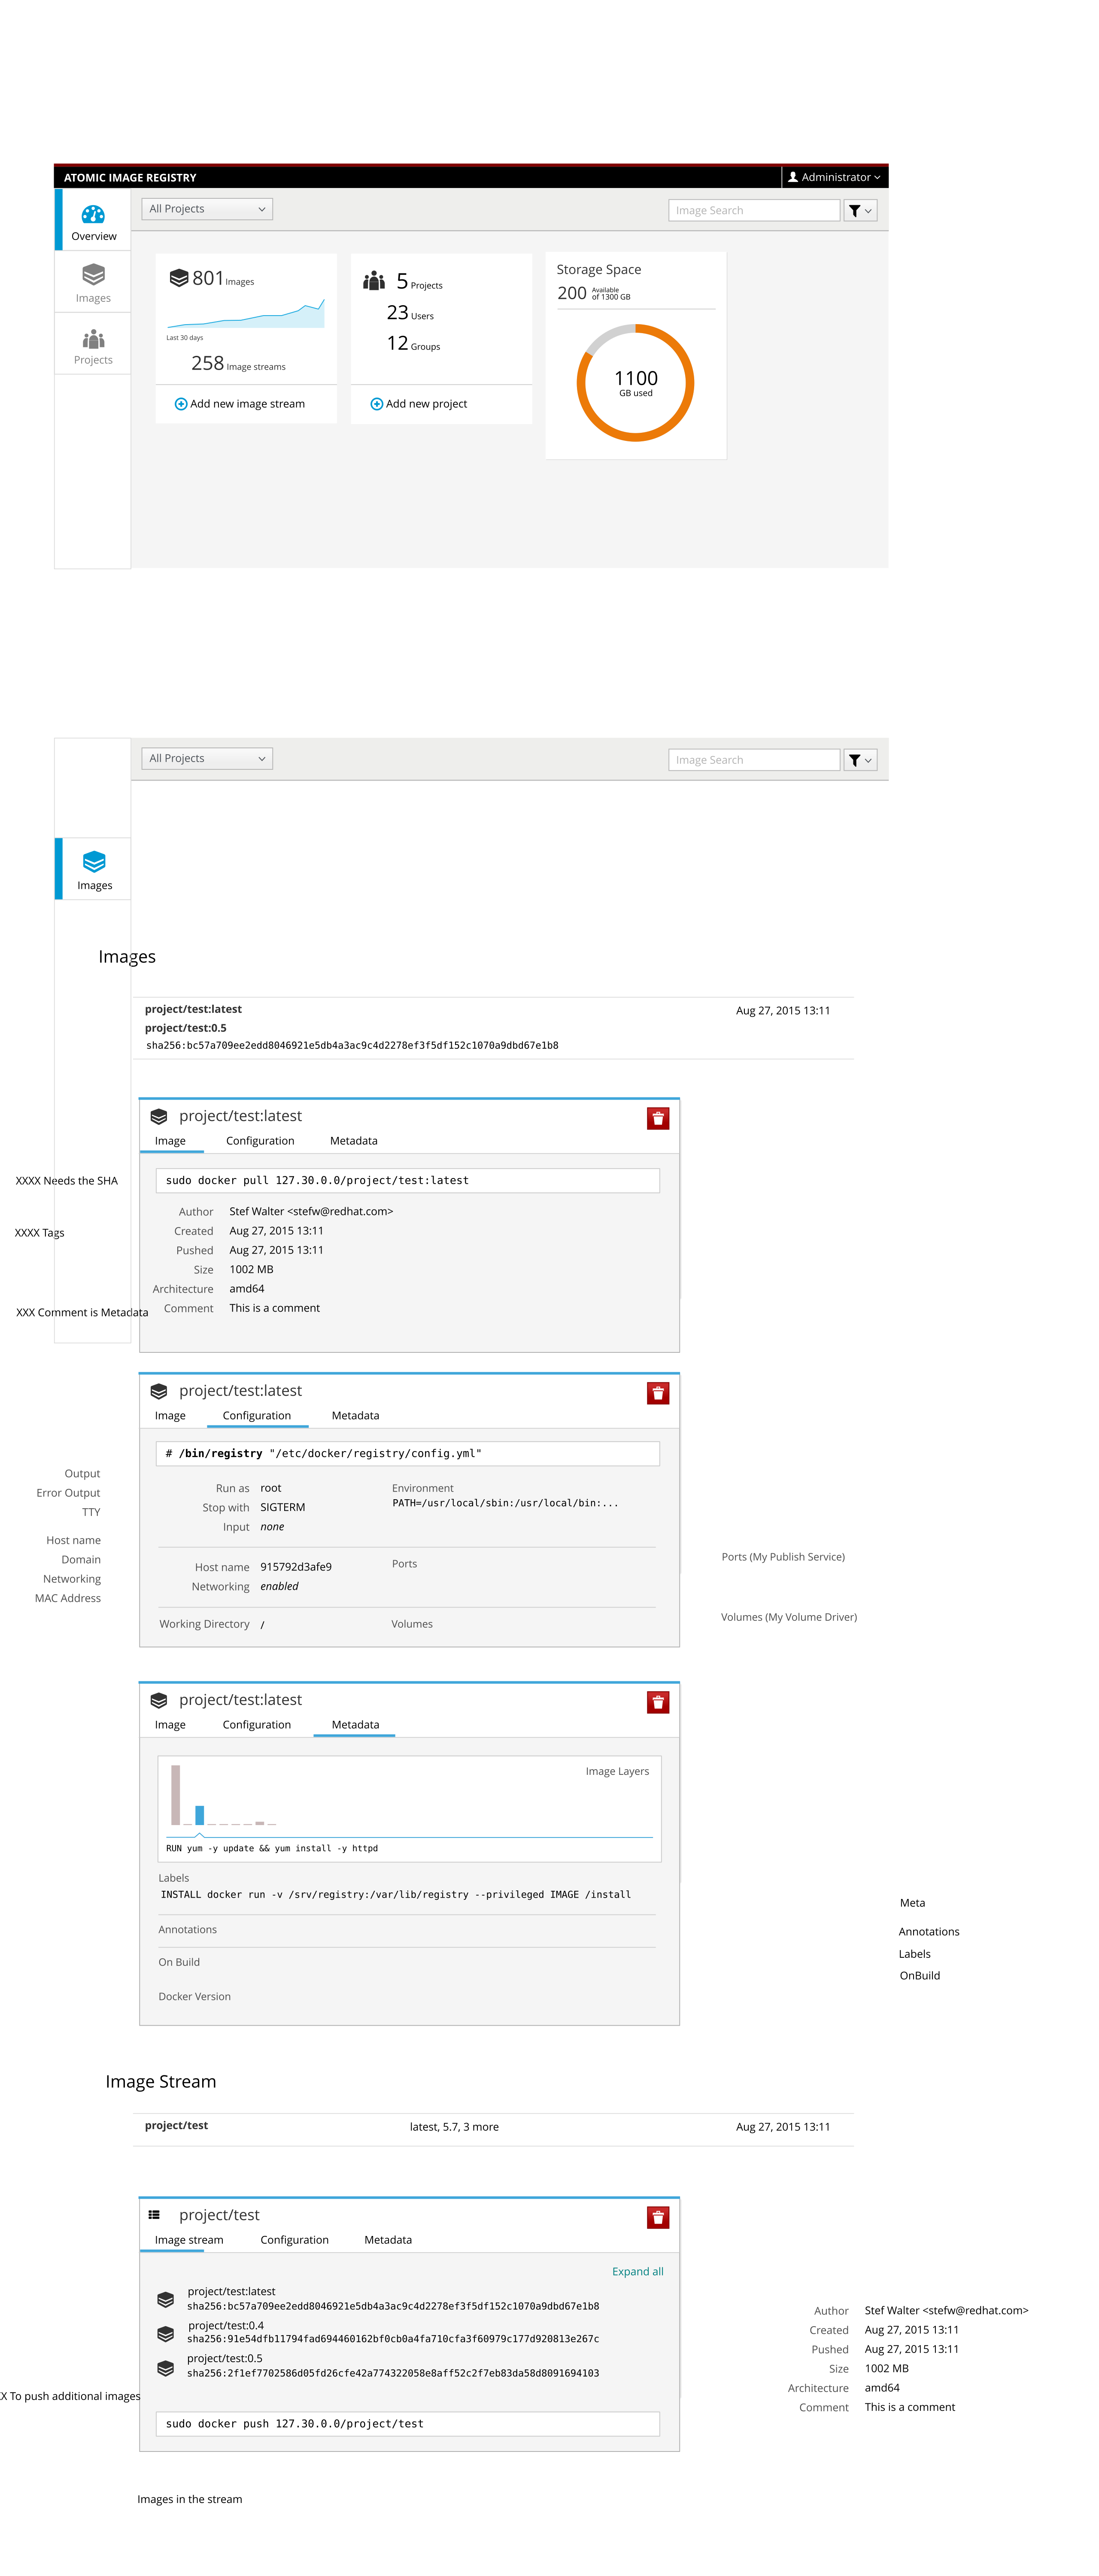 ATOMIC IMAGE REGISTRY
Administrator
Overview
Images
Projects
All Projects
Image Search
801 Images
Last 30 days
258 Image streams
Add new image stream
5 Projects
23 Users
12 Groups
Add new project
Storage Space
200 Available of 1300 GB
1100
GB used
All Projects
Image Search
Images
Images
project/test:latest
Aug 27, 2015 13:11
project/test:0.5
sha256:bc57a709ee2edd8046921e5db4a3ac9c4d2278ef3f5df152c1070a9dbd67e1b8
project/test:latest
Image Configuration Metadata
XXXX Needs the SHA
sudo docker pull 127.30.0.0/project/test:latest
XXXX Tags
Author Stef Walter <stefw@redhat.com>
Created Aug 27, 2015 13:11
Pushed Aug 27, 2015 13:11
Size 1002 MB
Architecture amd64
XXX Comment is Metadata
Comment This is a comment
project/test:latest
Image Configuration Metadata
# /bin/registry "/etc/docker/registry/config.yml"
Output
Error Output
TTY
Host name
Domain
Networking
MAC Address
Run as root
Stop with SIGTERM
Input none
Environment
PATH=/usr/local/sbin:/usr/local/bin:...
Host name 915792d3afe9
Networking enabled
Ports
Working Directory /
Volumes
Ports (My Publish Service)
Volumes (My Volume Driver)
project/test:latest
Image Configuration Metadata
Image Layers
RUN yum -y update && yum install -y httpd
Labels
INSTALL docker run -v /srv/registry:/var/lib/registry --privileged IMAGE /install
Annotations
On Build
Docker Version
Meta
Annotations
Labels
OnBuild
Image Stream
project/test latest, 5.7, 3 more Aug 27, 2015 13:11
project/test
Image stream Configuration Metadata
Expand all
project/test:latest
sha256:bc57a709ee2edd8046921e5db4a3ac9c4d2278ef3f5df152c1070a9dbd67e1b8
project/test:0.4
sha256:91e54dfb11794fad694460162bf0cb0a4fa710cfa3f60979c177d920813e267c
project/test:0.5
sha256:2f1ef7702586d05fd26cfe42a774322058e8aff52c2f7eb83da58d8091694103
X To push additional images
sudo docker push 127.30.0.0/project/test
Author Stef Walter <stefw@redhat.com>
Created Aug 27, 2015 13:11
Pushed Aug 27, 2015 13:11
Size 1002 MB
Architecture amd64
Comment This is a comment
Images in the stream